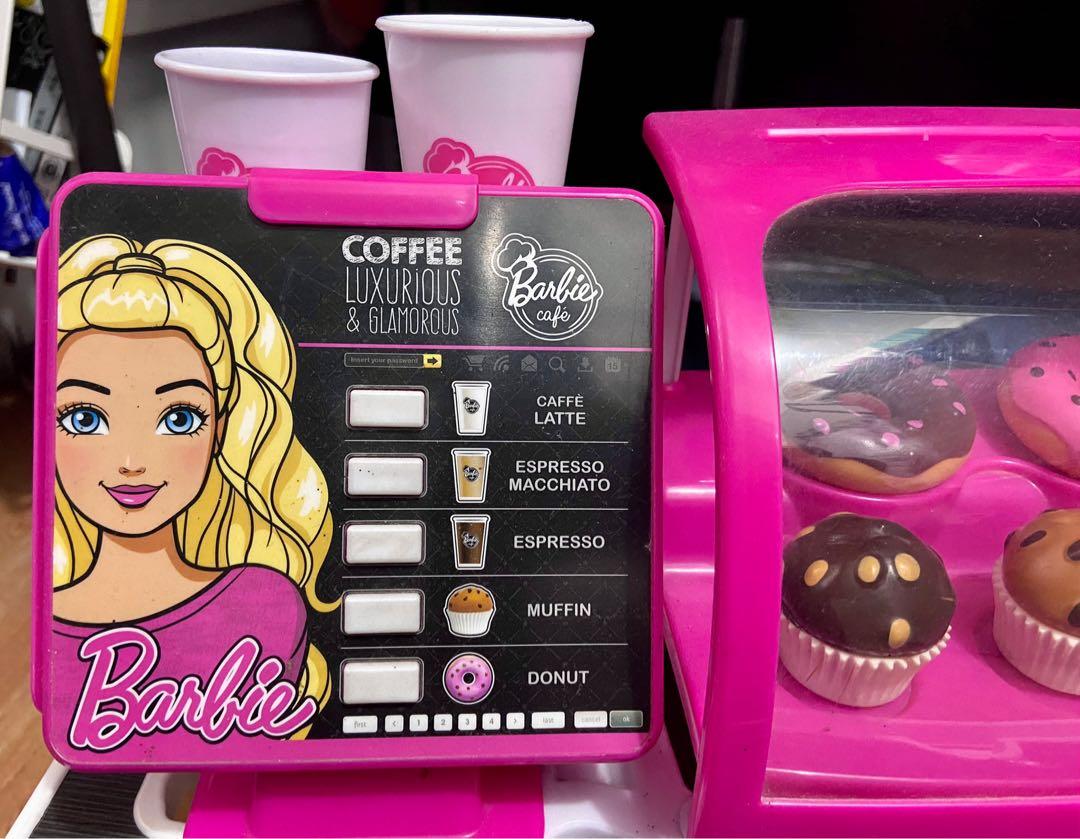 COFFEE
LUXURiOUS
& GLAMOROUS
Barbie
café
Insert your password
15
CAFFÈ
LATTE
ESPRESSO
MACCHIATO
ESPRESSO
MUFFIN
DONUT
Barbie
first < 1 2 3 4 > last cancel ok